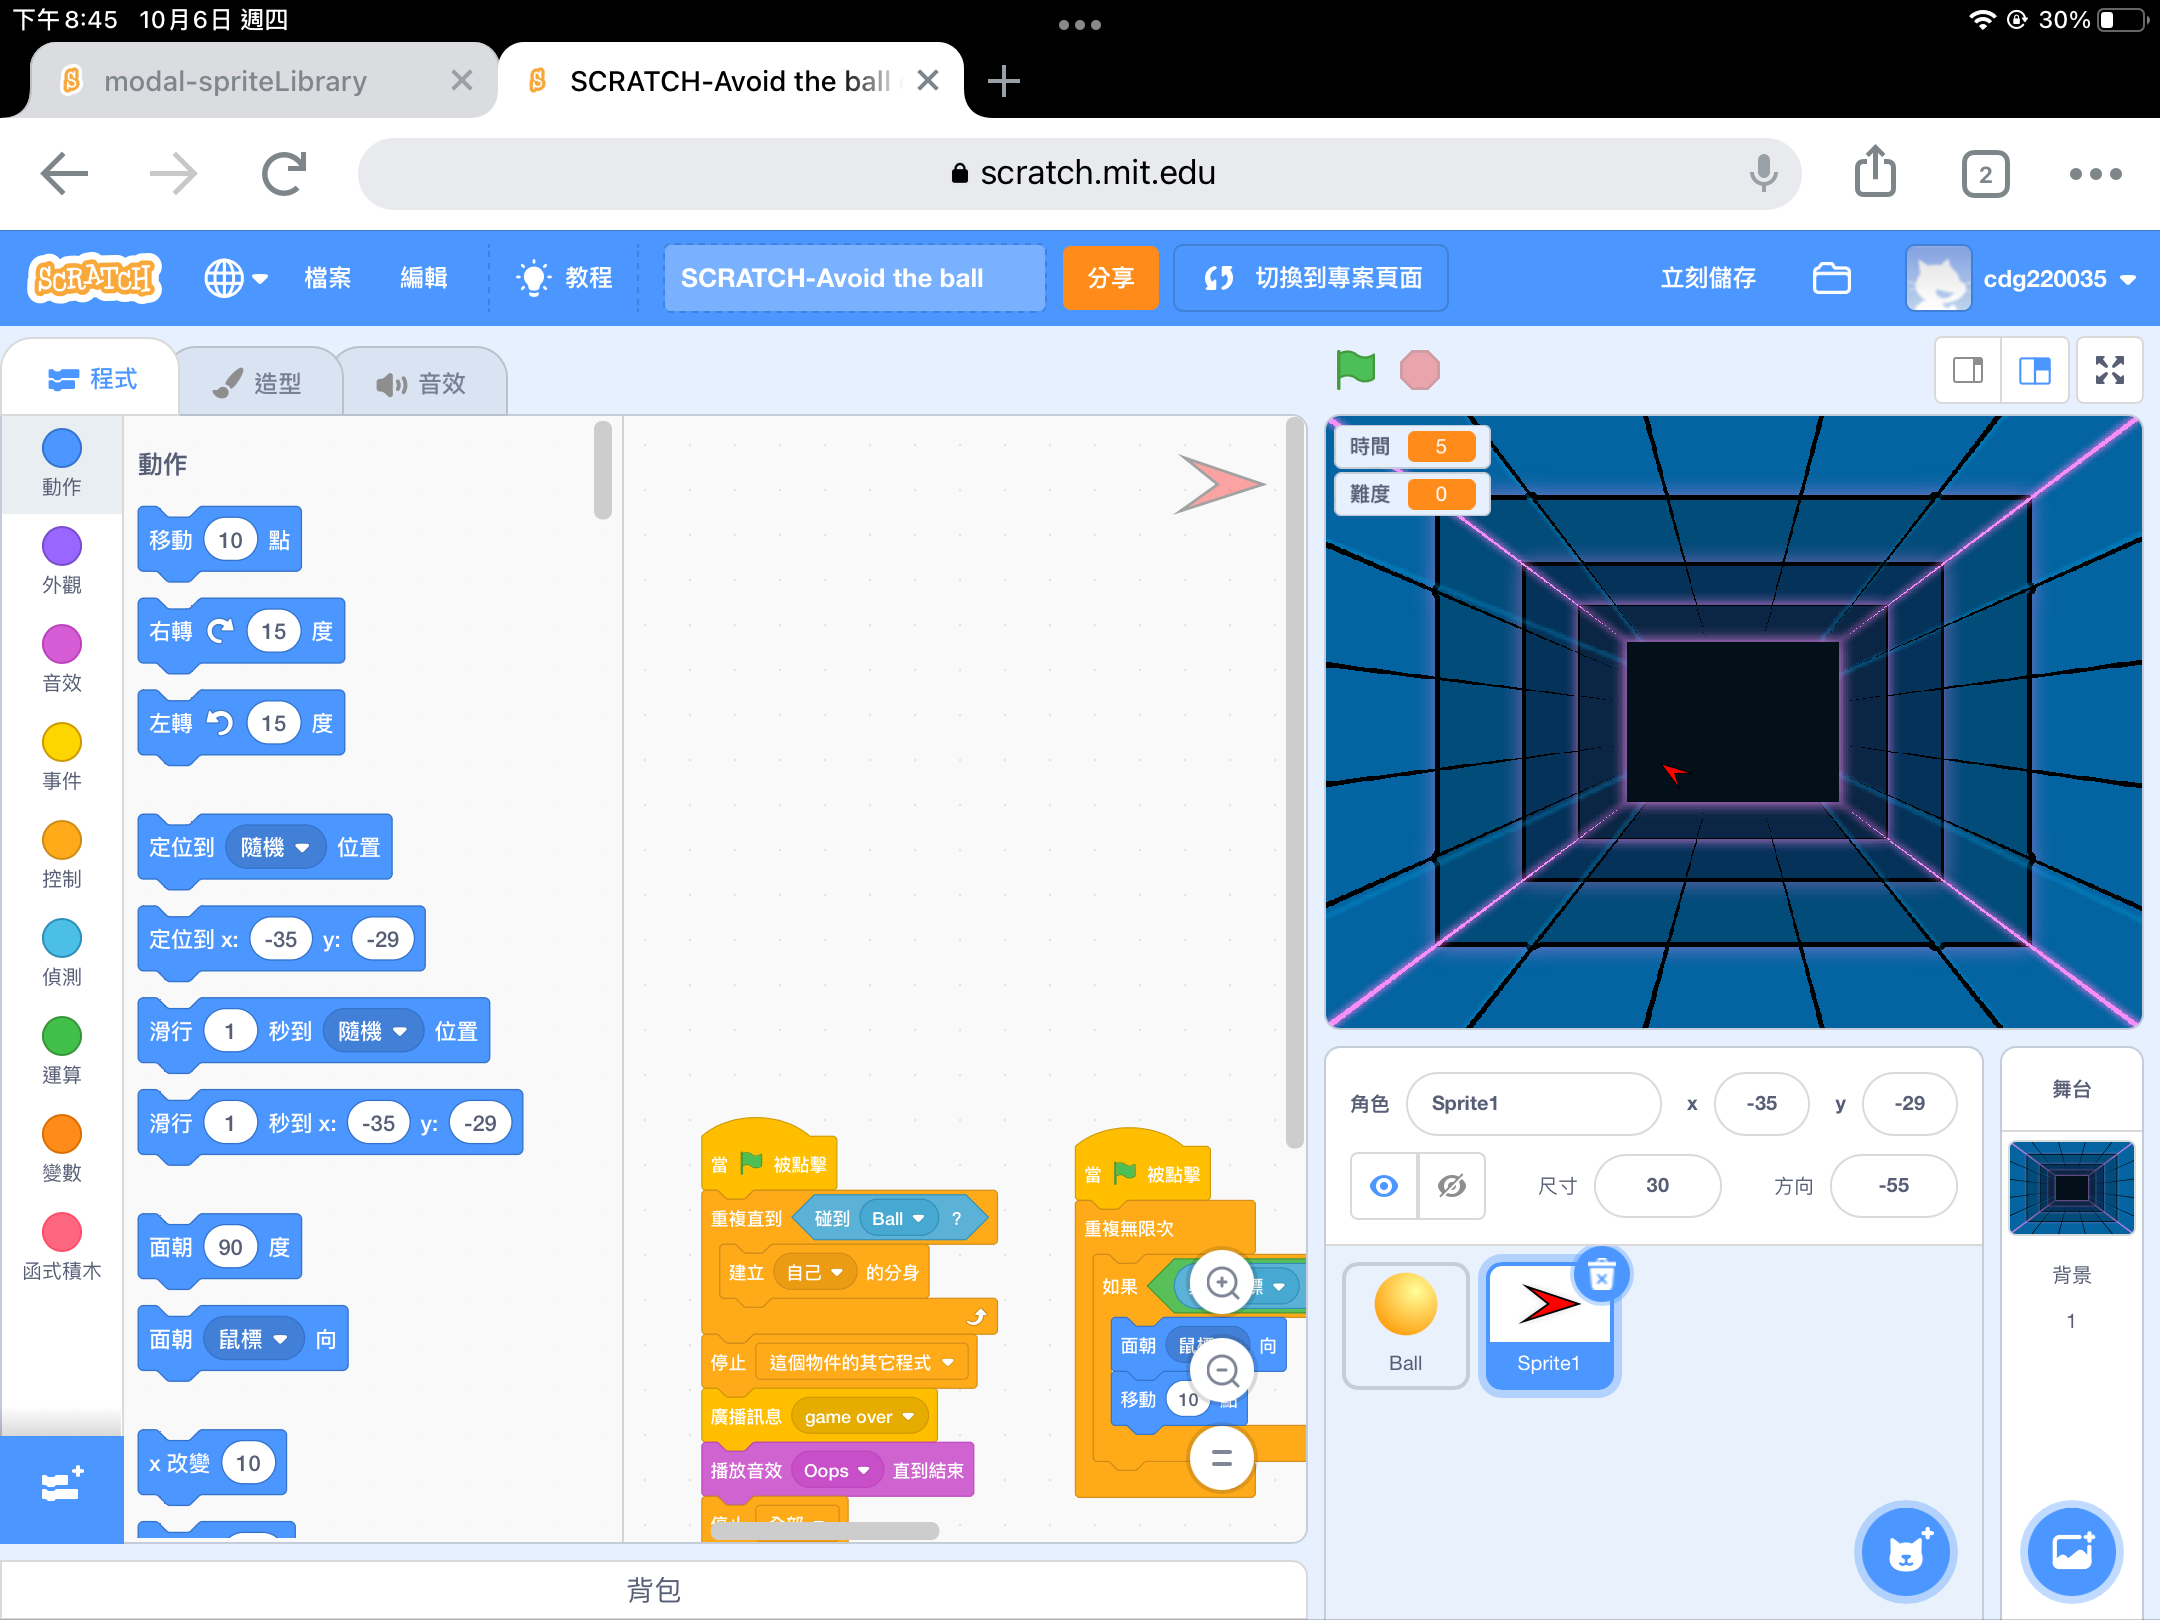 下午8:45 10月6日 週四
30%
modal-spriteLibrary
SCRATCH-Avoid the ball
scratch.mit.edu
2
SCRATCH
檔案
編輯
教程
SCRATCH-Avoid the ball
分享
切換到專案頁面
立刻儲存
cdg220035
程式
造型
音效
動作
外觀
音效
事件
控制
偵測
運算
變數
函式積木
動作
移動 10 點
右轉 15 度
左轉 15 度
定位到 隨機 位置
定位到 x: -35 y: -29
滑行 1 秒到 隨機 位置
滑行 1 秒到 x: -35 y: -29
面朝 90 度
面朝 鼠標 向
x 改變 10
當 被點擊
重複直到 碰到 Ball ?
建立 自己 的分身
停止 這個物件的其它程式
廣播訊息 game over
播放音效 Oops 直到結束
停止 全部
當 被點擊
重複無限次
如果
面朝 鼠標 向
移動 10 點
時間 5
難度 0
角色 Sprite1 x -35 y -29
尺寸 30 方向 -55
Ball
Sprite1
舞台
背景
1
背包